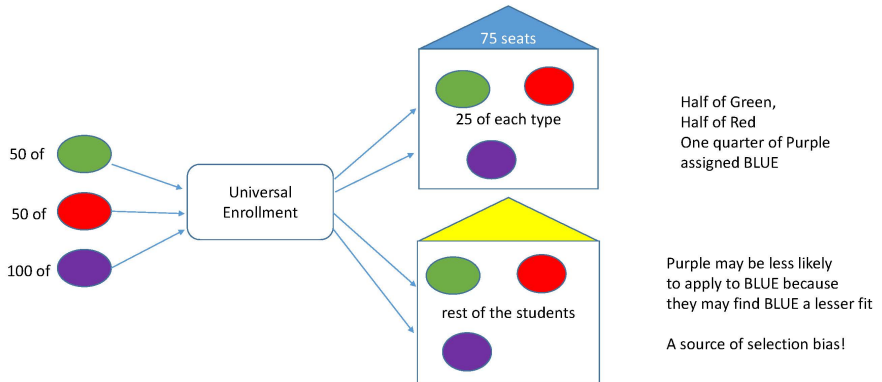 75 seats
25 of each type
Half of Green,
Half of Red
One quarter of Purple
assigned BLUE
50 of
50 of
100 of
Universal
Enrollment
rest of the students
Purple may be less likely
to apply to BLUE because
they may find BLUE a lesser fit
A source of selection bias!